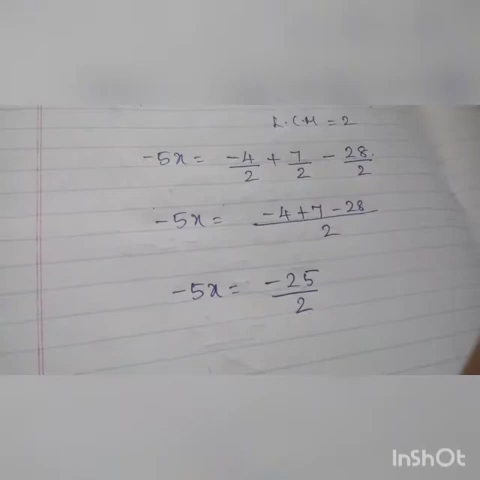 L.C.M = 2
-5x = -4/2 + 7/2 - 28/2
-5x = -4+7-28/2
-5x = -25/2
InShOt